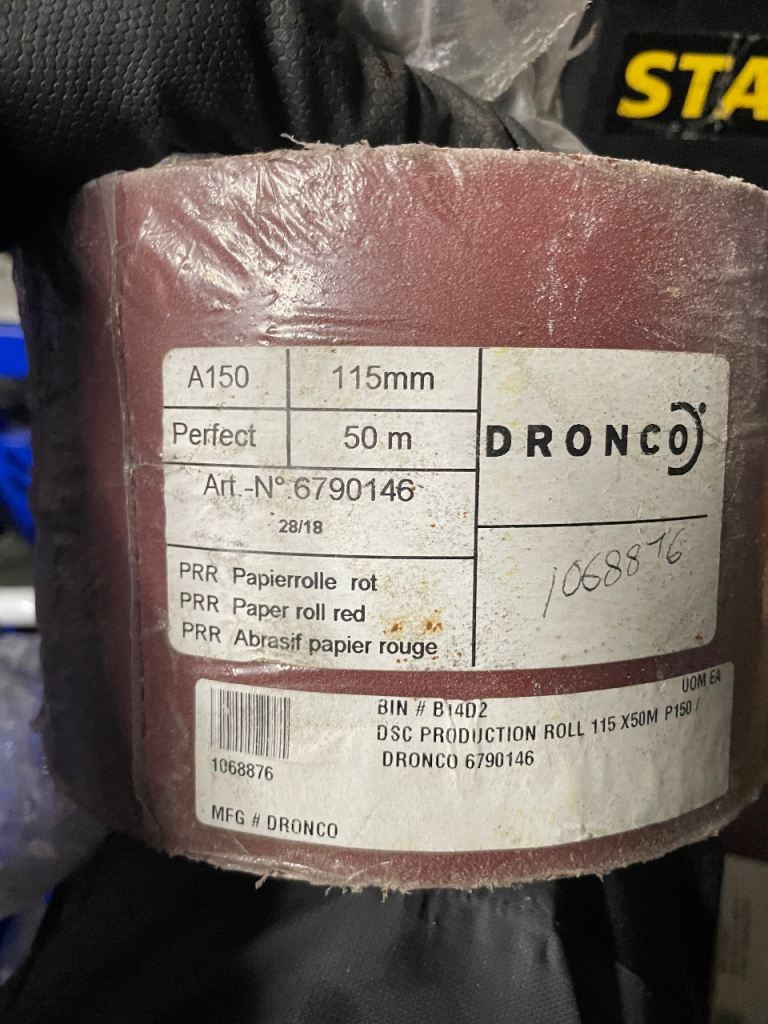 STA
A150 115mm
Perfect 50 m
Art.-N° 6790146
28/18
PRR Papierrolle rot
PRR Paper roll red
PRR Abrasif papier rouge
DRONCO
1068876
UOM EA
BIN # B14D2
DSC PRODUCTION ROLL 115 X50M P150 /
DRONCO 6790146
1068876
MFG # DRONCO